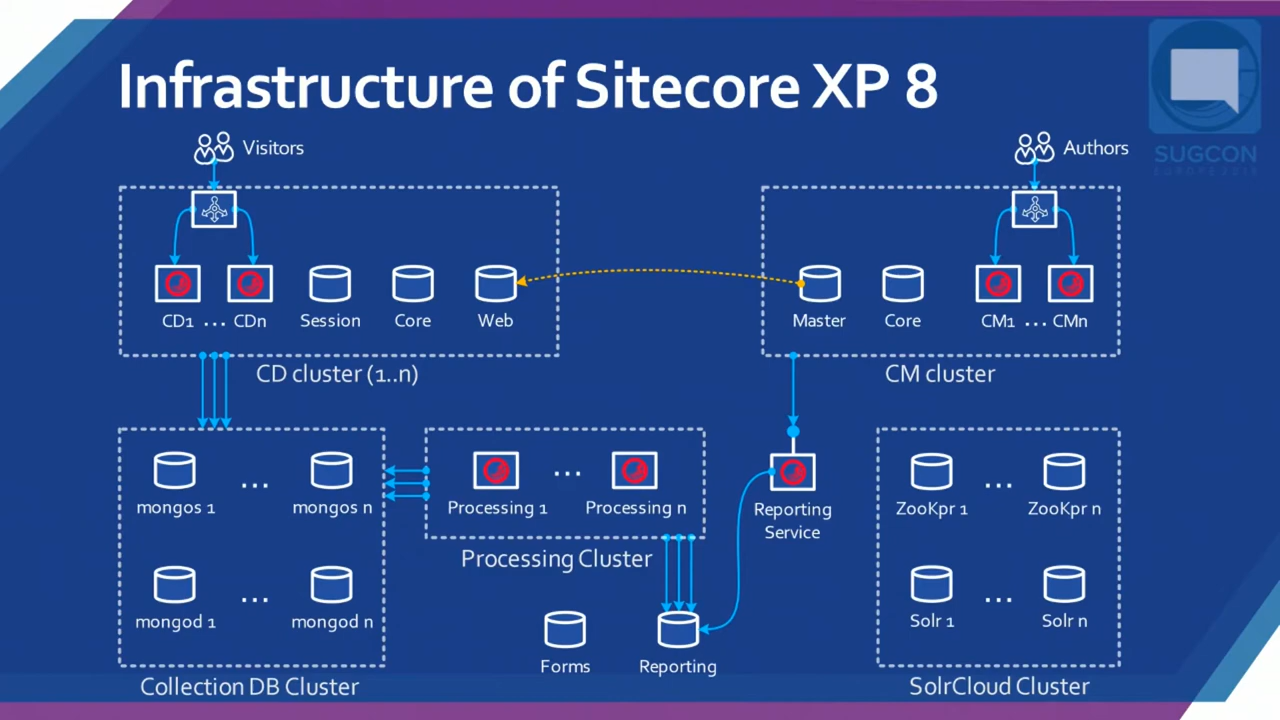 Infrastructure of Sitecore XP 8
Visitors
Authors
SUGCON
CD1 ... CDn
Session
Core
Web
Master
Core
CM1 ... CMn
CD cluster (1..n)
CM cluster
mongos 1
...
mongos n
Processing 1
...
Processing n
Reporting
Service
ZooKpr 1
...
ZooKpr n
Processing Cluster
mongod 1
...
mongod n
Solr 1
...
Solr n
Forms
Reporting
Collection DB Cluster
SolrCloud Cluster